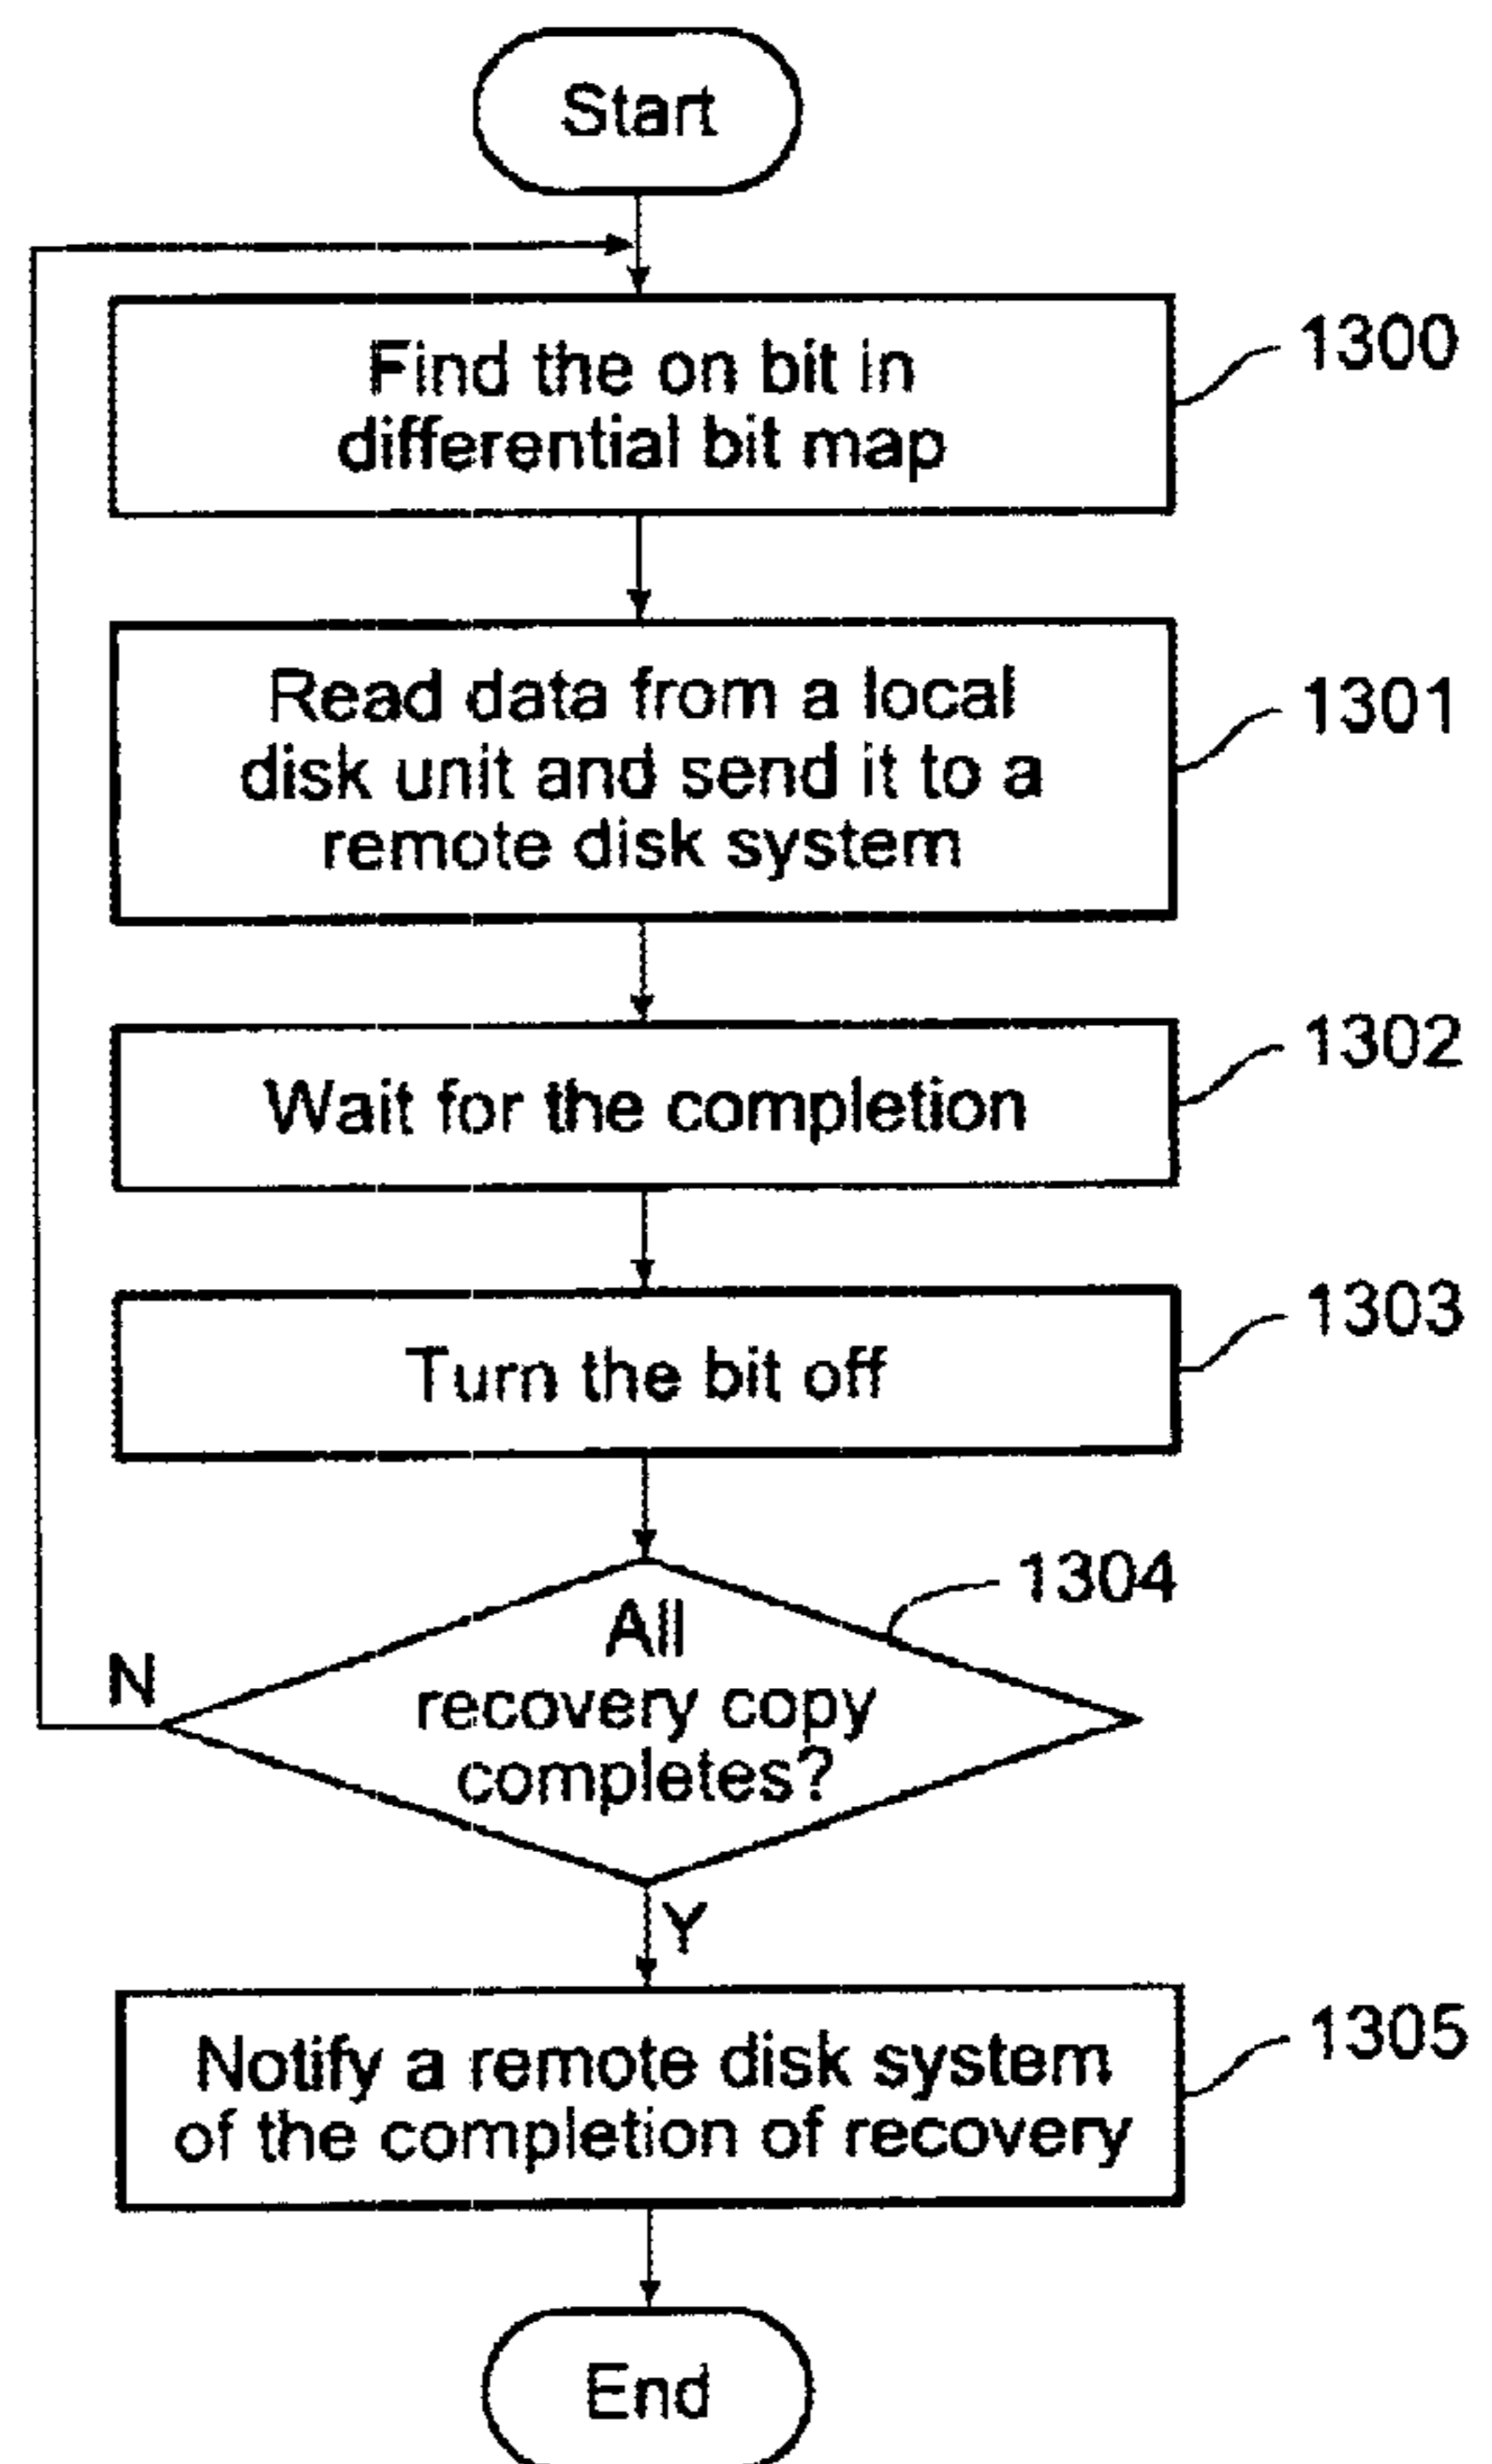 Start
Find the on bit in
differential bit map
1300
Read data from a local
disk unit and send it to a
remote disk system
1301
Wait for the completion
1302
Turn the bit off
1303
All
recovery copy
completes?
1304
N
Y
Notify a remote disk system
of the completion of recovery
1305
End